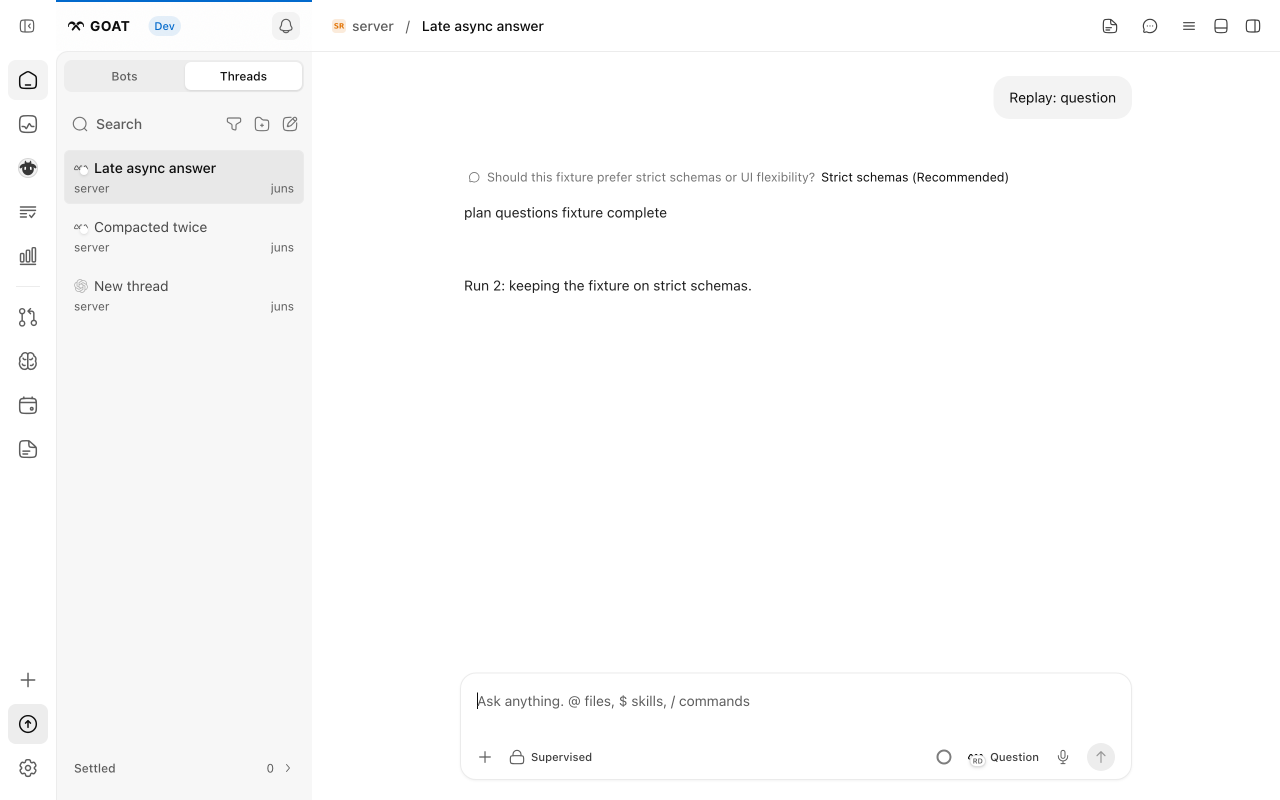 GOAT
Dev
SR server / Late async answer
Bots
Threads
Replay: question
Search
Late async answer
server
juns
Should this fixture prefer strict schemas or UI flexibility? Strict schemas (Recommended)
plan questions fixture complete
Compacted twice
server
juns
Run 2: keeping the fixture on strict schemas.
New thread
server
juns
Ask anything. @ files, $ skills, / commands
Supervised
RO
Question
Settled
0